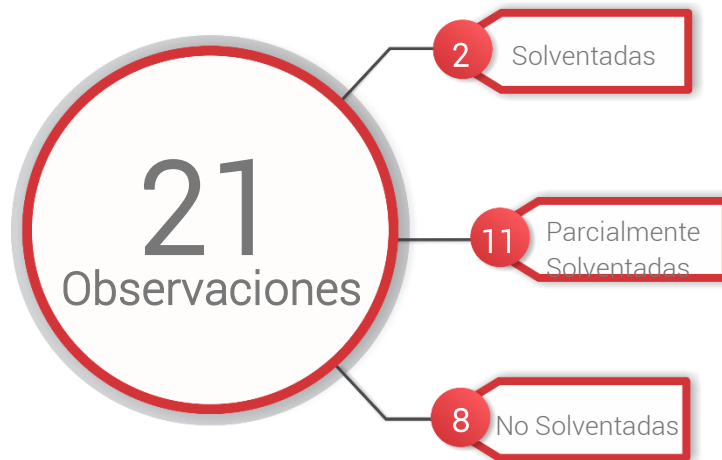 21
Observaciones
2
Solventadas
11
Parcialmente
Solventadas
8
No Solventadas